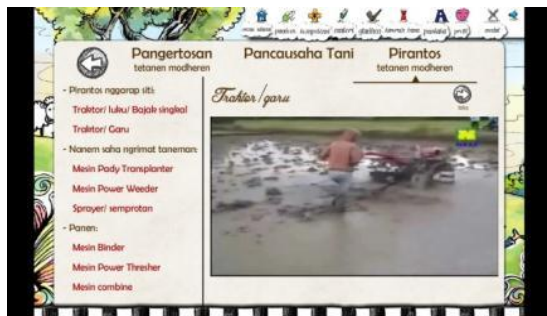 Pangertosan
tetanen modheren
Pancausaha Tani
Pirantos
tetanen modheren
- Pirantos nggarap siti:
Traktor/ luku/ Bajak singkal
Traktor/ Garu
- Nanem saha ngrimat taneman:
Mesin Pady Transplanter
Mesin Power Weeder
Sprayer/ semprotan
- Panen:
Mesin Binder
Mesin Power Thresher
Mesin combine
Traktor/garu